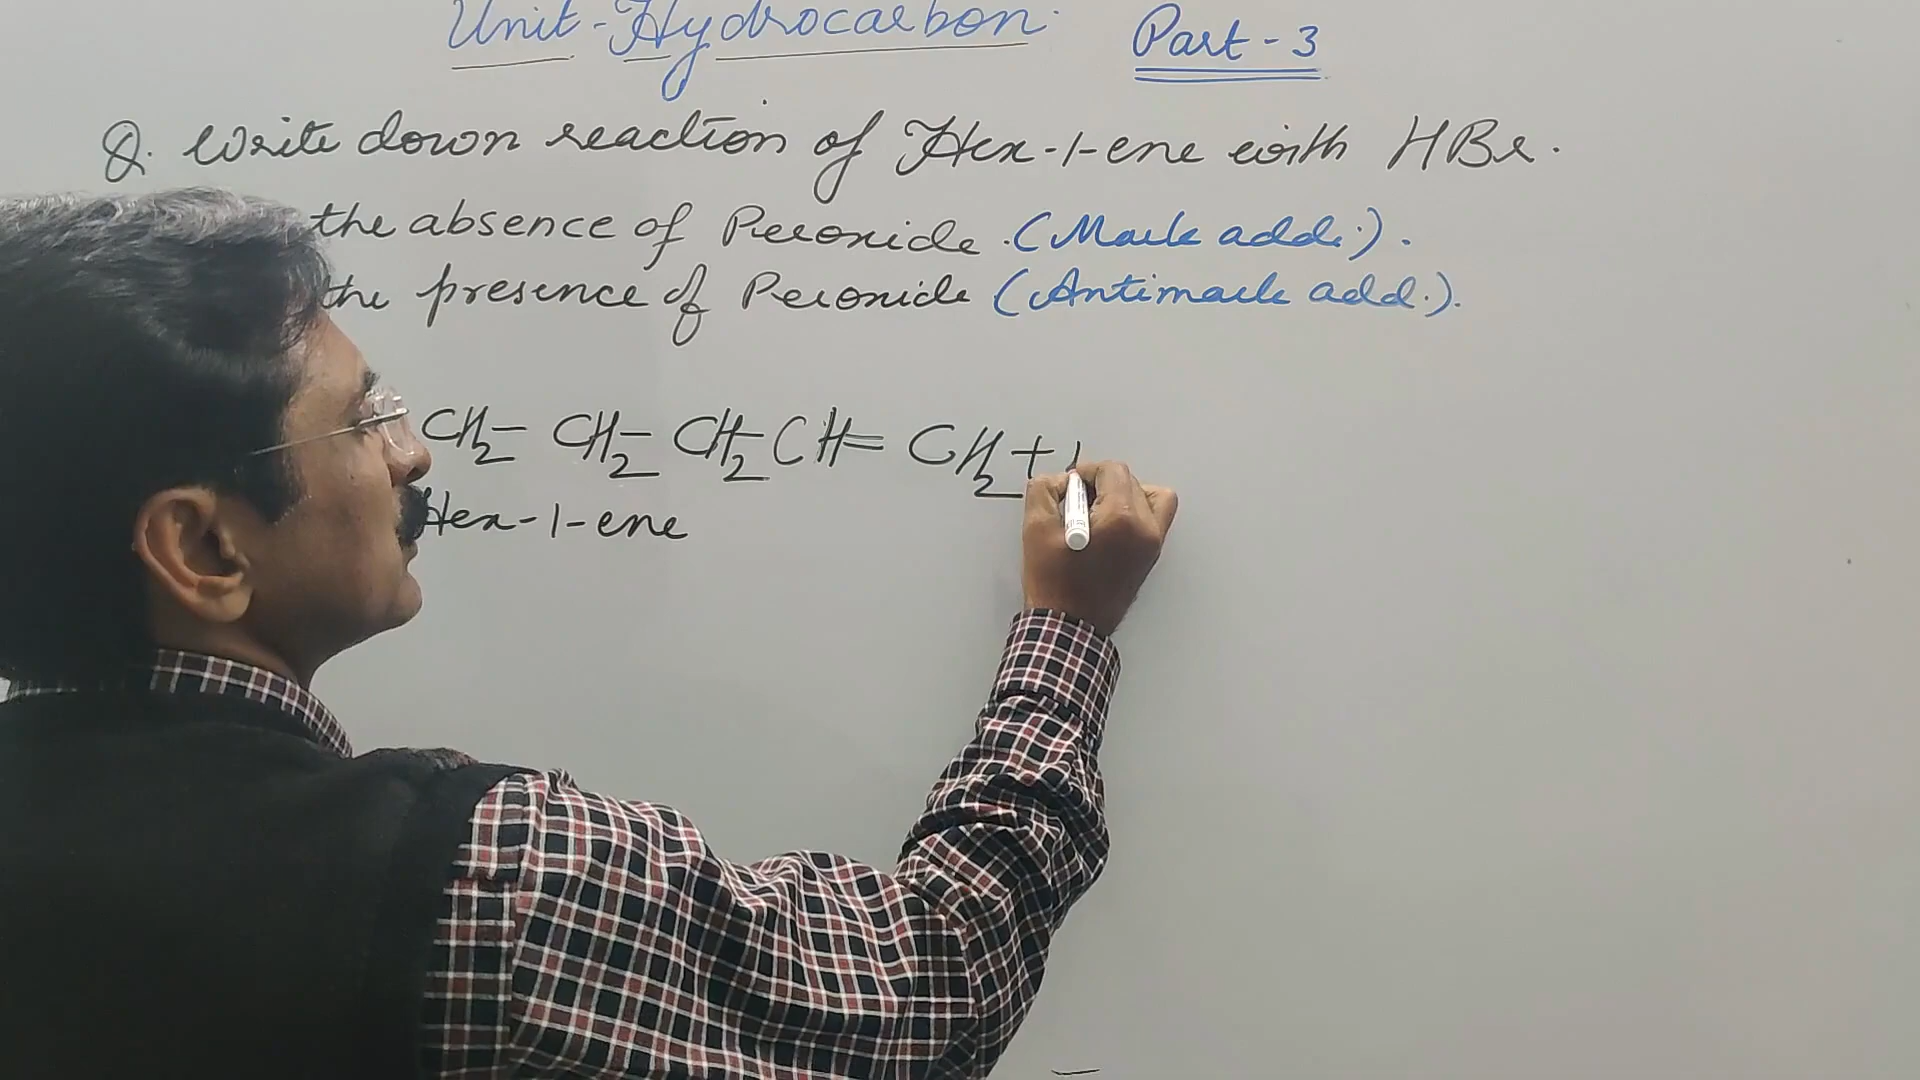 Unit-Hydrocarbon. Part-3
Q. Write down reaction of Hex-1-ene with HBr.
the absence of Peroxide. (Mark addi.).
the presence of Peroxide (Antimark add.).
CH2- CH2- CH2 CH= CH2 +
Hex-1-ene